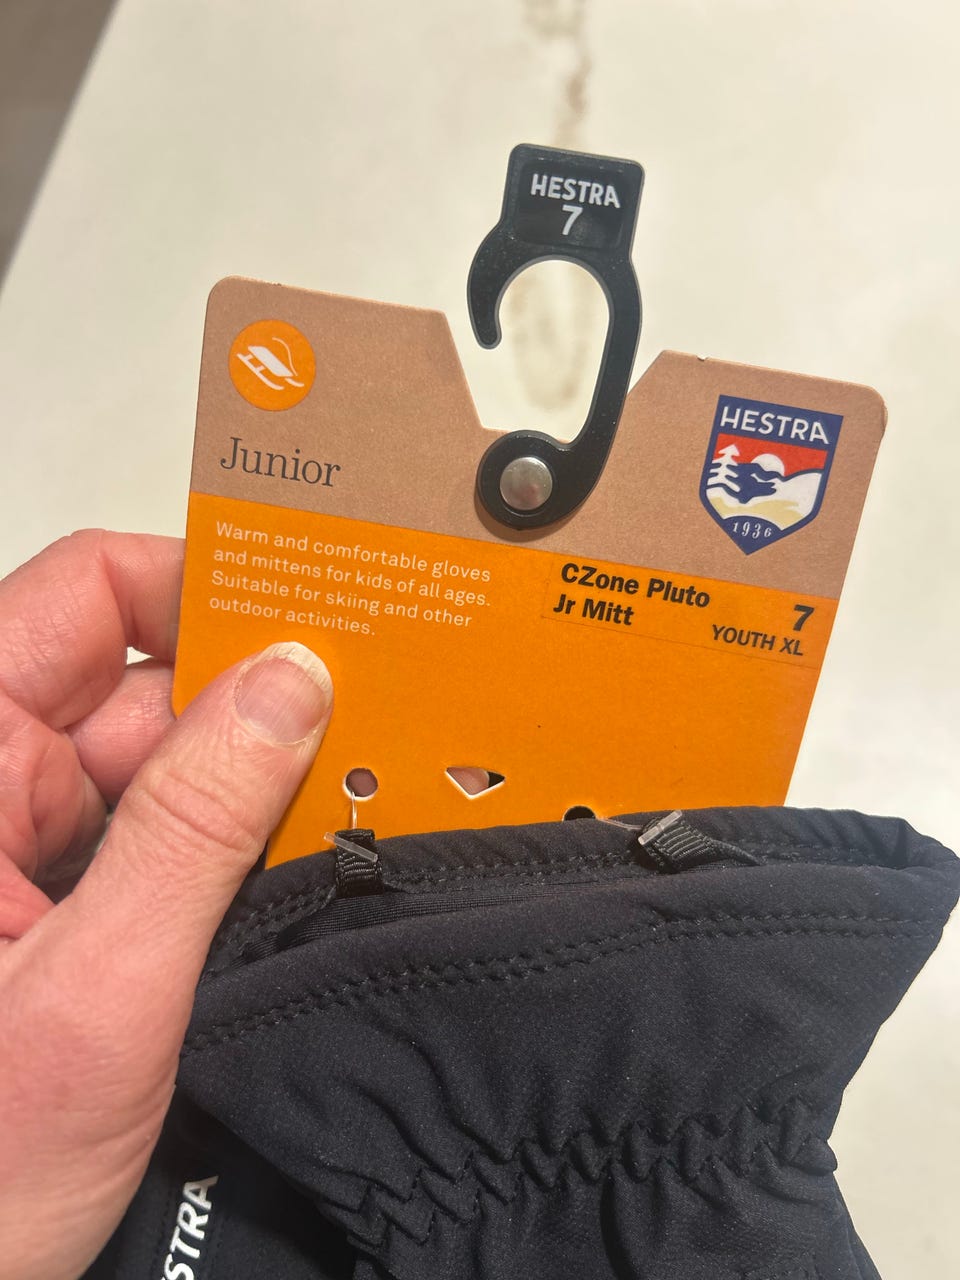 HESTRA
7
Junior
HESTRA
1936
Warm and comfortable gloves
and mittens for kids of all ages.
Suitable for skiing and other
outdoor activities.
CZone Pluto
Jr Mitt
7
YOUTH XL
STRA